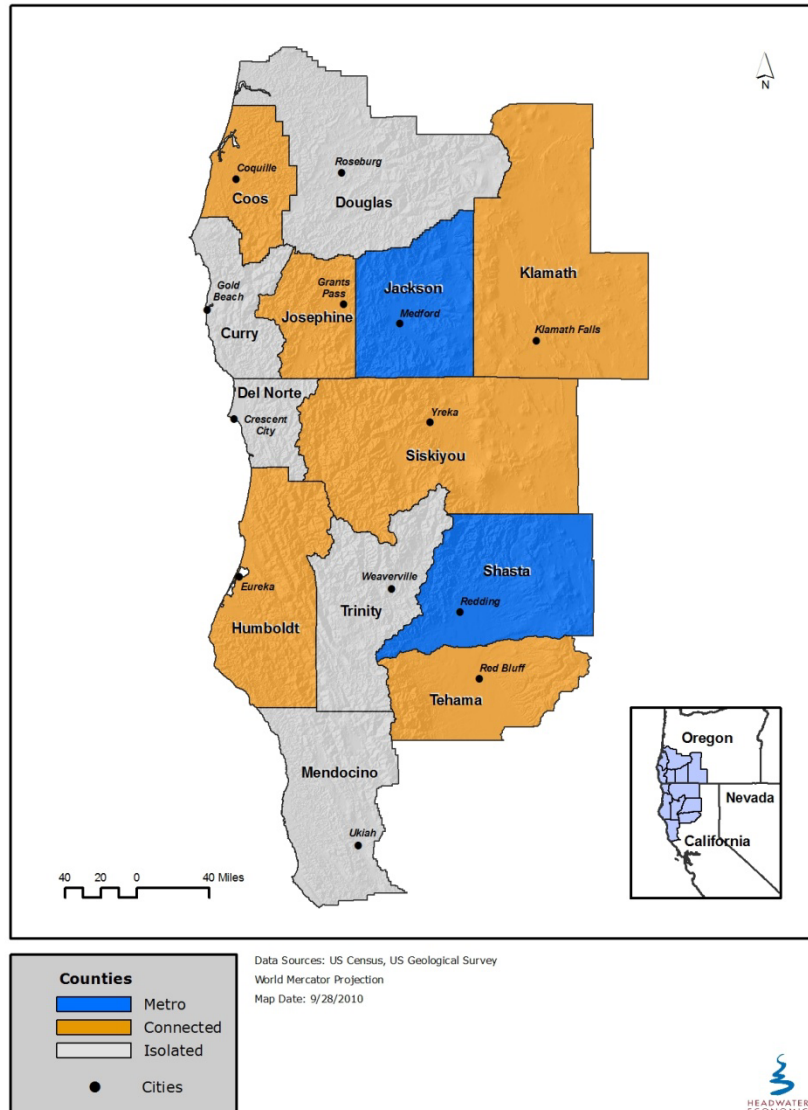 N
Roseburg
Coquille
Coos
Douglas
Klamath
Gold
Beach
Grants
Pass
Jackson
Josephine
Medford
Curry
Klamath Falls
Del Norte
Crescent
City
Yreka
Siskiyou
Weaverville
Shasta
Eureka
Trinity
Redding
Humboldt
Red Bluff
Tehama
Mendocino
Ukiah
Oregon
Nevada
California
40 20 0 40 Miles
Counties
Metro
Connected
Isolated
Cities
Data Sources: US Census, US Geological Survey
World Mercator Projection
Map Date: 9/28/2010